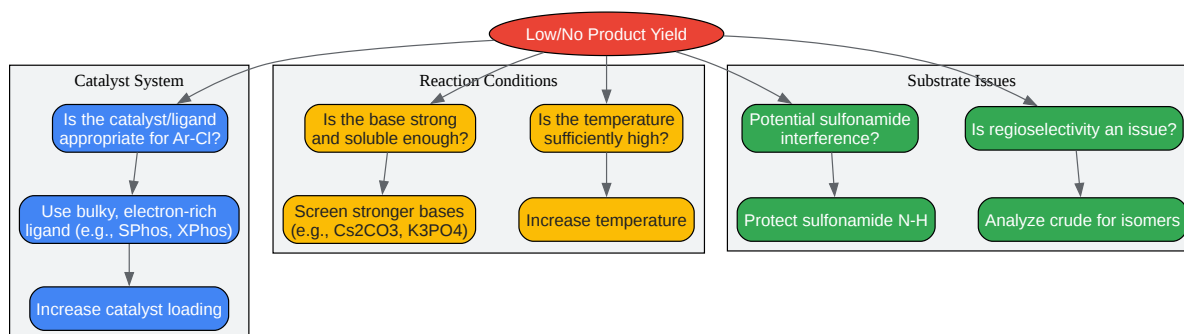 Low/No Product Yield
Catalyst System
Is the catalyst/ligand
appropriate for Ar-Cl?
Use bulky, electron-rich
ligand (e.g., SPhos, XPhos)
Increase catalyst loading
Reaction Conditions
Is the base strong
and soluble enough?
Screen stronger bases
(e.g., Cs2CO3, K3PO4)
Is the temperature
sufficiently high?
Increase temperature
Substrate Issues
Potential sulfonamide
interference?
Protect sulfonamide N-H
Is regioselectivity an issue?
Analyze crude for isomers